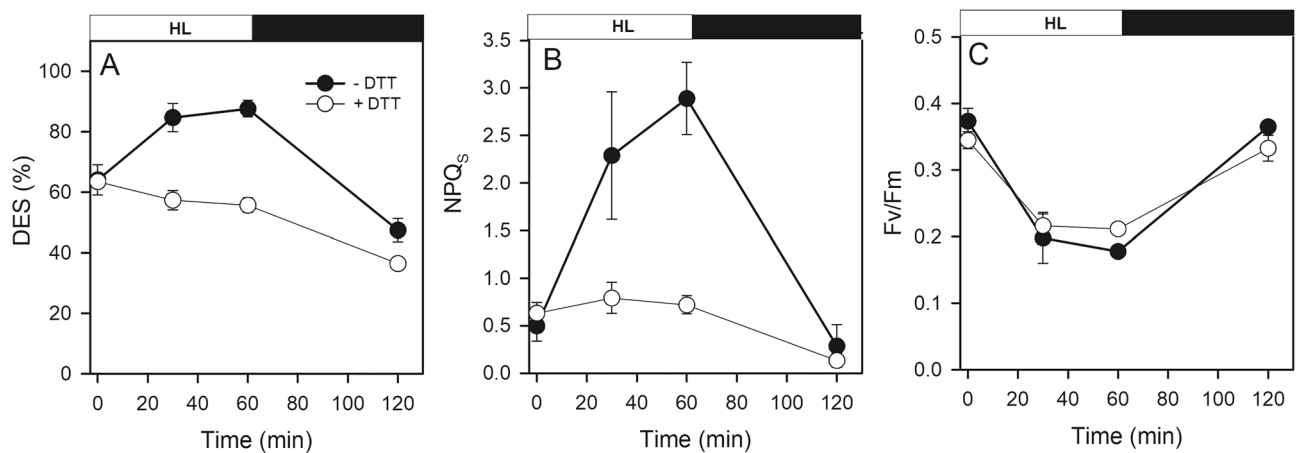 HL
A
- DTT
+ DTT
DES (%)
100
80
60
40
20
0
0 20 40 60 80 100 120
Time (min)
HL
B
NPQS
3.5
3.0
2.5
2.0
1.5
1.0
0.5
0.0
0 20 40 60 80 100 120
Time (min)
HL
C
Fv/Fm
0.5
0.4
0.3
0.2
0.1
0.0
0 20 40 60 80 100 120
Time (min)